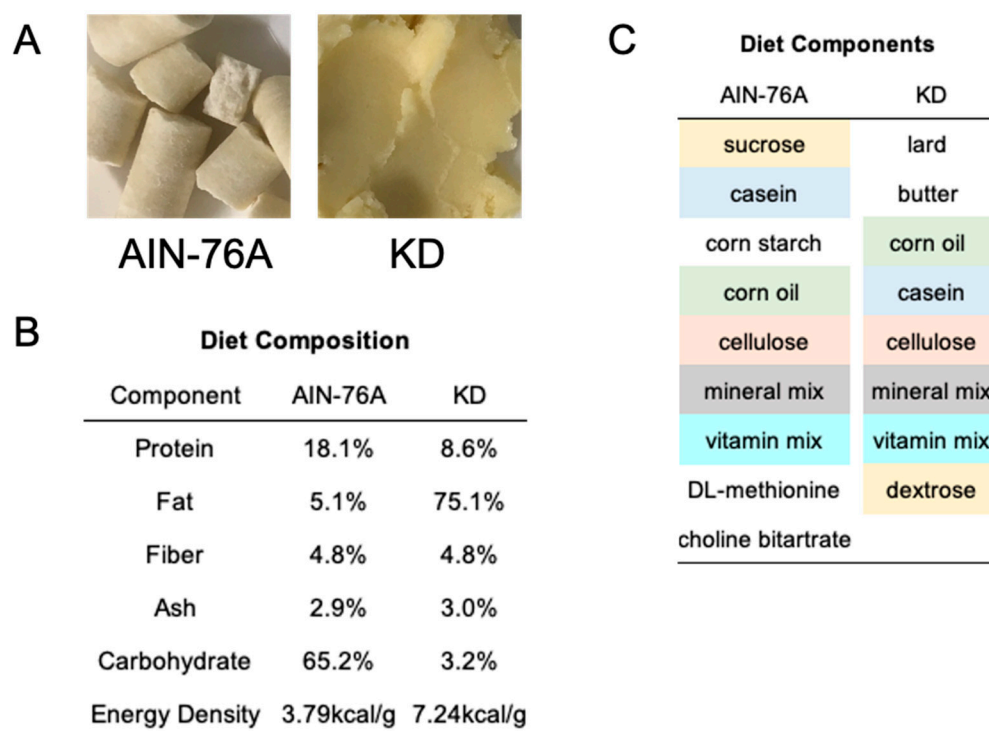 A
AIN-76A KD
B
Diet Composition
Component AIN-76A KD
Protein 18.1% 8.6%
Fat 5.1% 75.1%
Fiber 4.8% 4.8%
Ash 2.9% 3.0%
Carbohydrate 65.2% 3.2%
Energy Density 3.79kcal/g 7.24kcal/g
C
Diet Components
AIN-76A KD
sucrose lard
casein butter
corn starch corn oil
corn oil casein
cellulose cellulose
mineral mix mineral mix
vitamin mix vitamin mix
DL-methionine dextrose
choline bitartrate